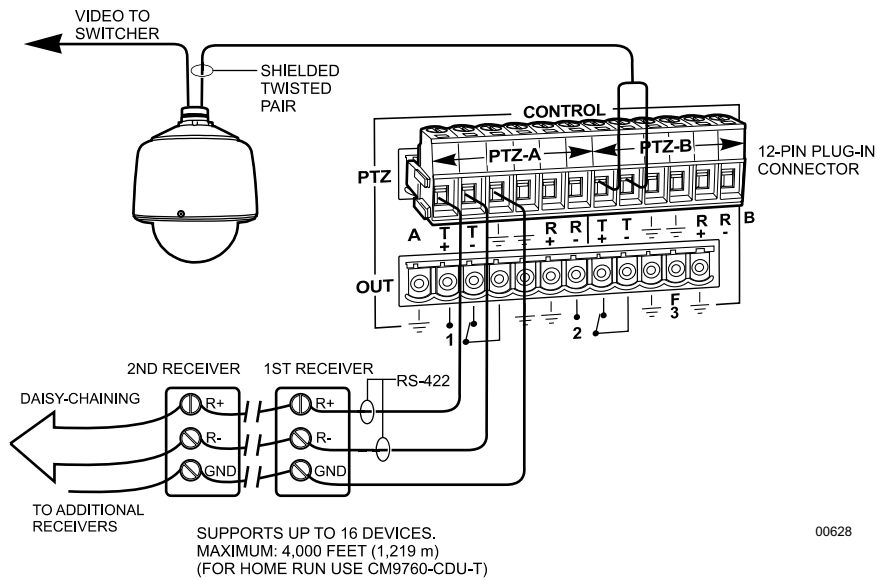 VIDEO TO
SWITCHER
SHIELDED
TWISTED
PAIR
CONTROL
PTZ-A
PTZ-B
12-PIN PLUG-IN
CONNECTOR
PTZ
A T+ T- R+ R- T+ T- R+ R- B
OUT
1 2 F3
2ND RECEIVER 1ST RECEIVER
RS-422
DAISY-CHAINING
R+ R+
R- R-
GND GND
TO ADDITIONAL
RECEIVERS
SUPPORTS UP TO 16 DEVICES.
MAXIMUM: 4,000 FEET (1,219 m)
(FOR HOME RUN USE CM9760-CDU-T)
00628